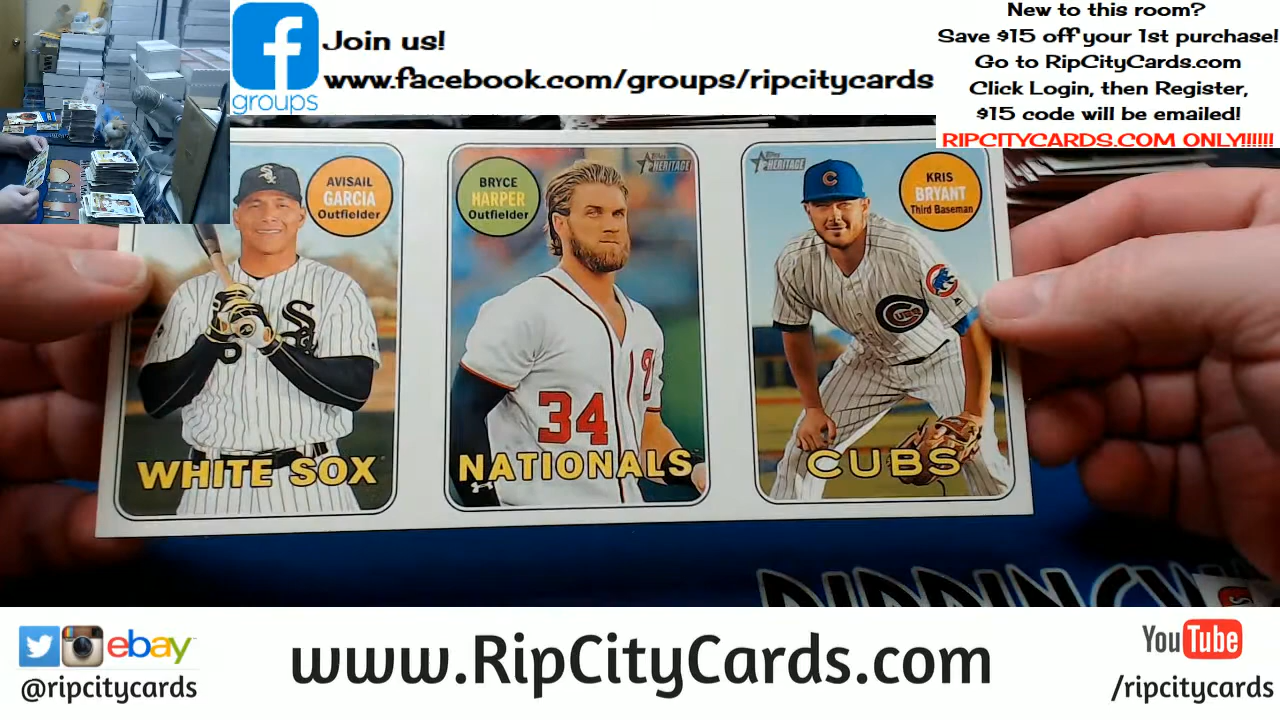 groups
Join us!
www.facebook.com/groups/ripcitycards
New to this room?
Save $15 off your 1st purchase!
Go to RipCityCards.com
Click Login, then Register,
$15 code will be emailed!
RIPCITYCARDS.COM ONLY!!!!!!
AVISAIL
GARCIA
Outfielder
WHITE SOX
BRYCE
HARPER
Outfielder
Topps
HERITAGE
34
NATIONALS
Topps
HERITAGE
KRIS
BRYANT
Third Baseman
C
CUBS
CUBS
ebay
@ripcitycards
www.RipCityCards.com
YouTube
/ripcitycards